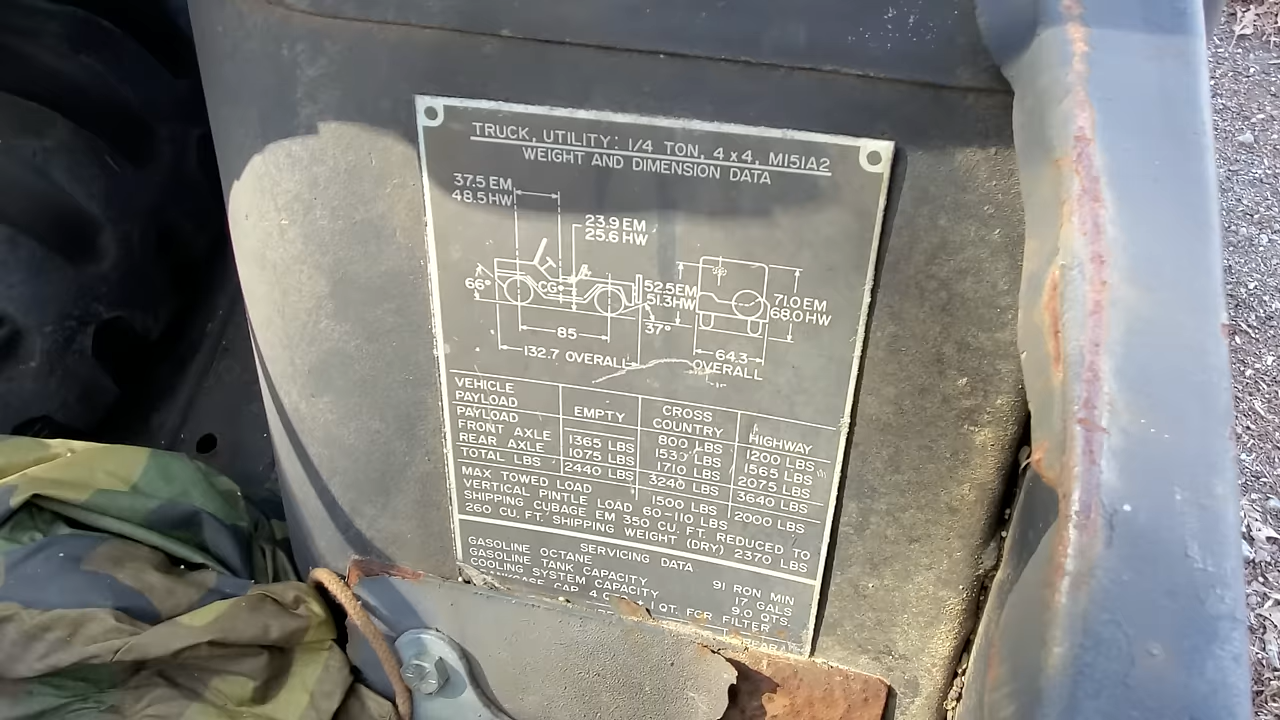 TRUCK, UTILITY: 1/4 TON, 4x4, M151A2
WEIGHT AND DIMENSION DATA
37.5 EM
48.5 HW
23.9 EM
25.6 HW
66°
CG
52.5 EM
51.3 HW
71.0 EM
68.0 HW
37°
85
132.7 OVERALL
64.3
OVERALL
VEHICLE PAYLOAD EMPTY CROSS COUNTRY HIGHWAY
PAYLOAD 800 LBS 1200 LBS
FRONT AXLE 1365 LBS 1530 LBS 1565 LBS
REAR AXLE 1075 LBS 1710 LBS 2075 LBS
TOTAL LBS 2440 LBS 3240 LBS 3640 LBS
MAX TOWED LOAD 1500 LBS 2000 LBS
VERTICAL PINTLE LOAD 60-110 LBS
SHIPPING CUBAGE EM 350 CU. FT. REDUCED TO
260 CU. FT. SHIPPING WEIGHT (DRY) 2370 LBS
SERVICING DATA
GASOLINE OCTANE 91 RON MIN
GASOLINE TANK CAPACITY 17 GALS
COOLING SYSTEM CAPACITY 9.0 QTS.
CAP. 4 QT. FOR FILTER
REAR